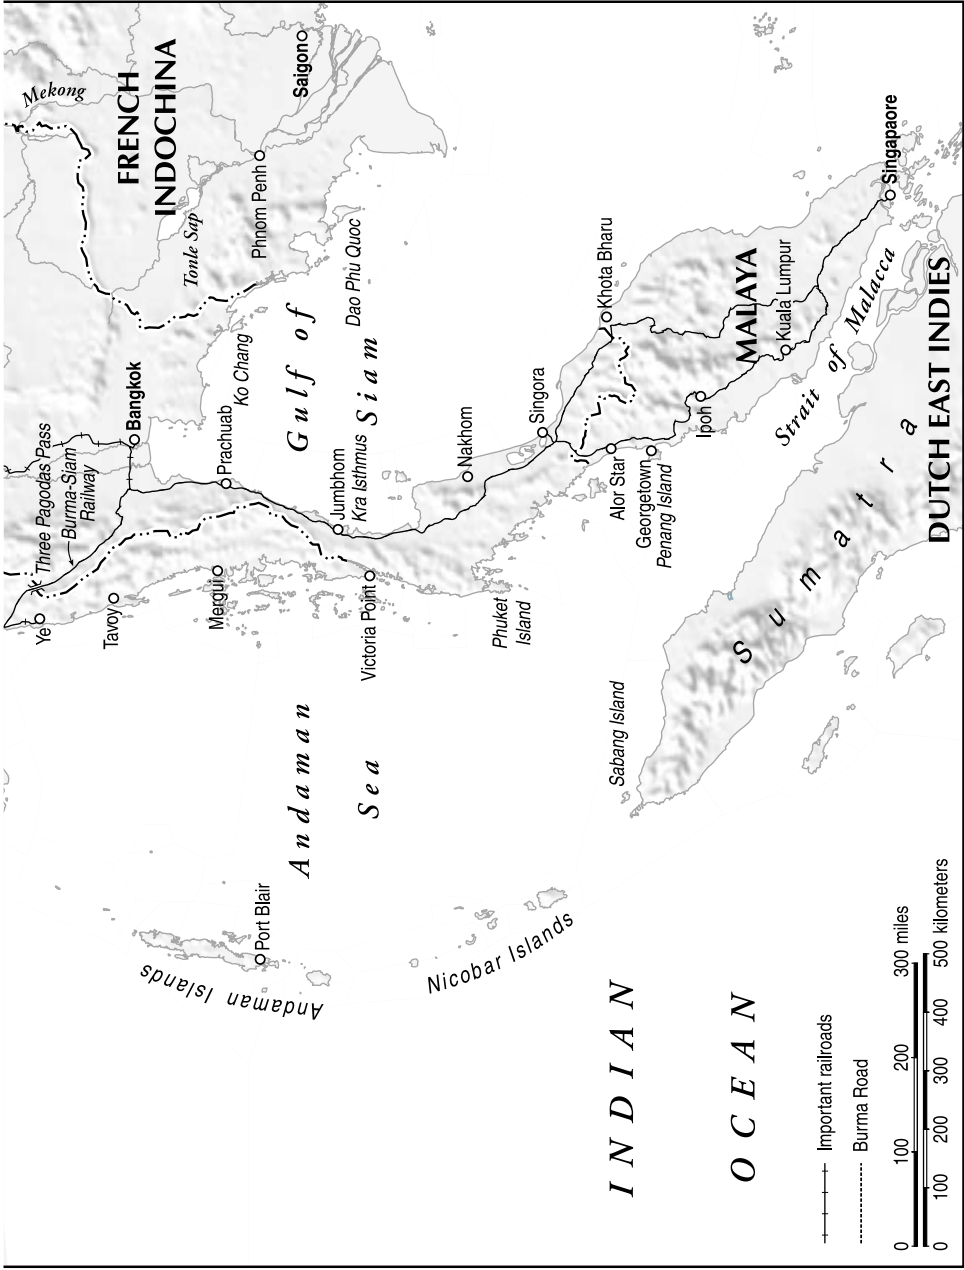 Mekong
FRENCH
INDOCHINA
Saigon
Phnom Penh
Tonle Sap
Dao Phu Quoc
Ko Chang
Gulf of
Siam
Three Pagodas Pass
Burma-Siam
Railway
Bangkok
Prachuab
Jumbhom
Kra Isthmus
Nakhom
Singora
Khota Bharu
MALAYA
Kuala Lumpur
Singapaore
Strait of Malacca
DUTCH EAST INDIES
Ipoh
Alor Star
Georgetown
Penang Island
Sumatra
Ye
Tavoy
Mergui
Victoria Point
Phuket
Island
Sabang Island
Andaman
Sea
Port Blair
Andaman Islands
Nicobar Islands
INDIAN
OCEAN
Important railroads
Burma Road
0 100 200 300 miles
0 100 200 300 400 500 kilometers